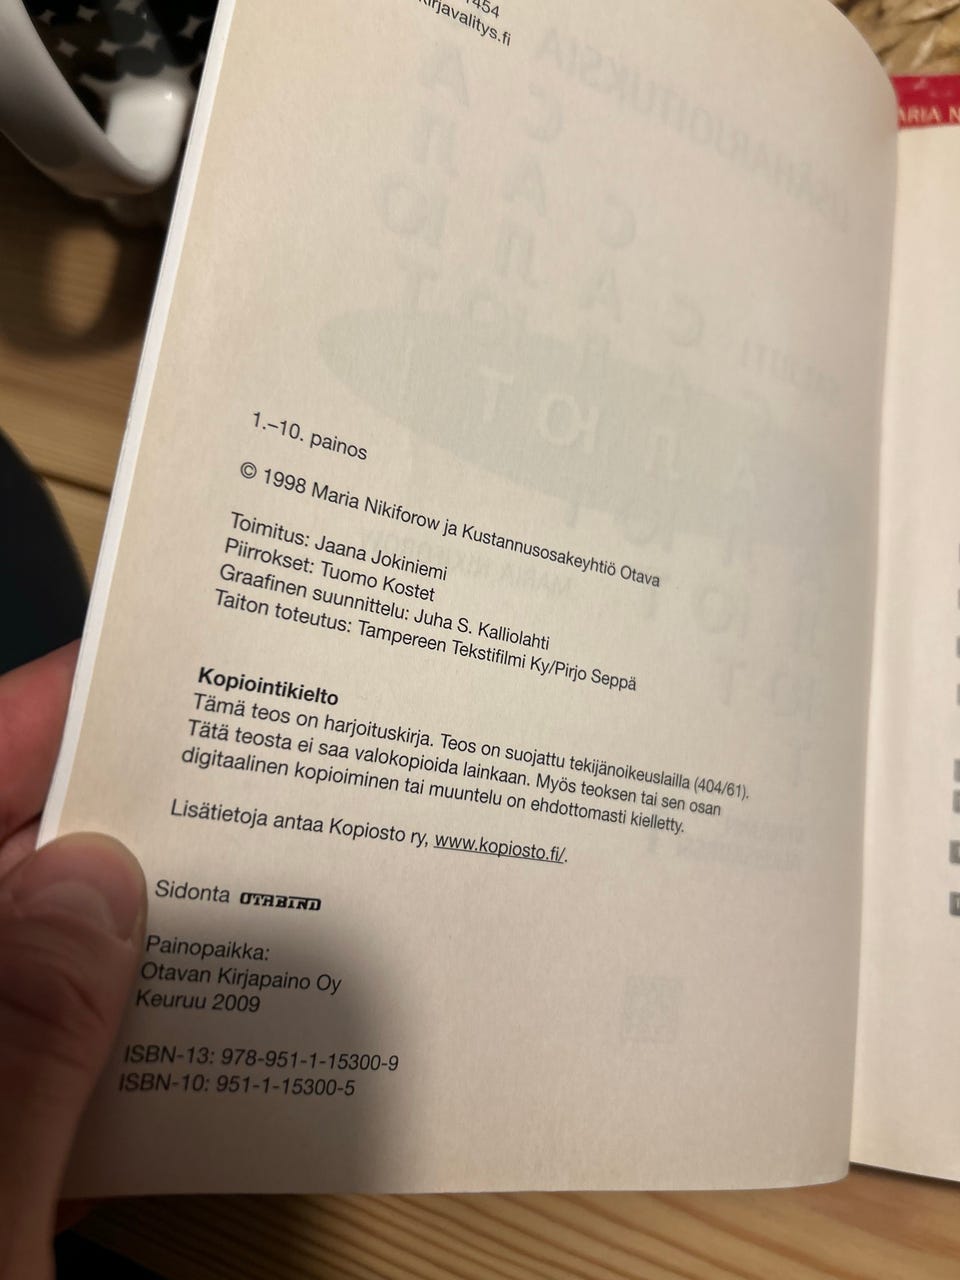 1454
kirjavalitys.fi
1.–10. painos
© 1998 Maria Nikiforow ja Kustannusosakeyhtiö Otava
Toimitus: Jaana Jokiniemi
Piirrokset: Tuomo Kostet
Graafinen suunnittelu: Juha S. Kalliolahti
Taiton toteutus: Tampereen Tekstifilmi Ky/Pirjo Seppä
Kopiointikielto
Tämä teos on harjoituskirja. Teos on suojattu tekijänoikeuslailla (404/61).
Tätä teosta ei saa valokopioida lainkaan. Myös teoksen tai sen osan
digitaalinen kopioiminen tai muuntelu on ehdottomasti kielletty.
Lisätietoja antaa Kopiosto ry, www.kopiosto.fi/.
Sidonta OTABIND
Painopaikka:
Otavan Kirjapaino Oy
Keuruu 2009
ISBN-13: 978-951-1-15300-9
ISBN-10: 951-1-15300-5
ARIA N